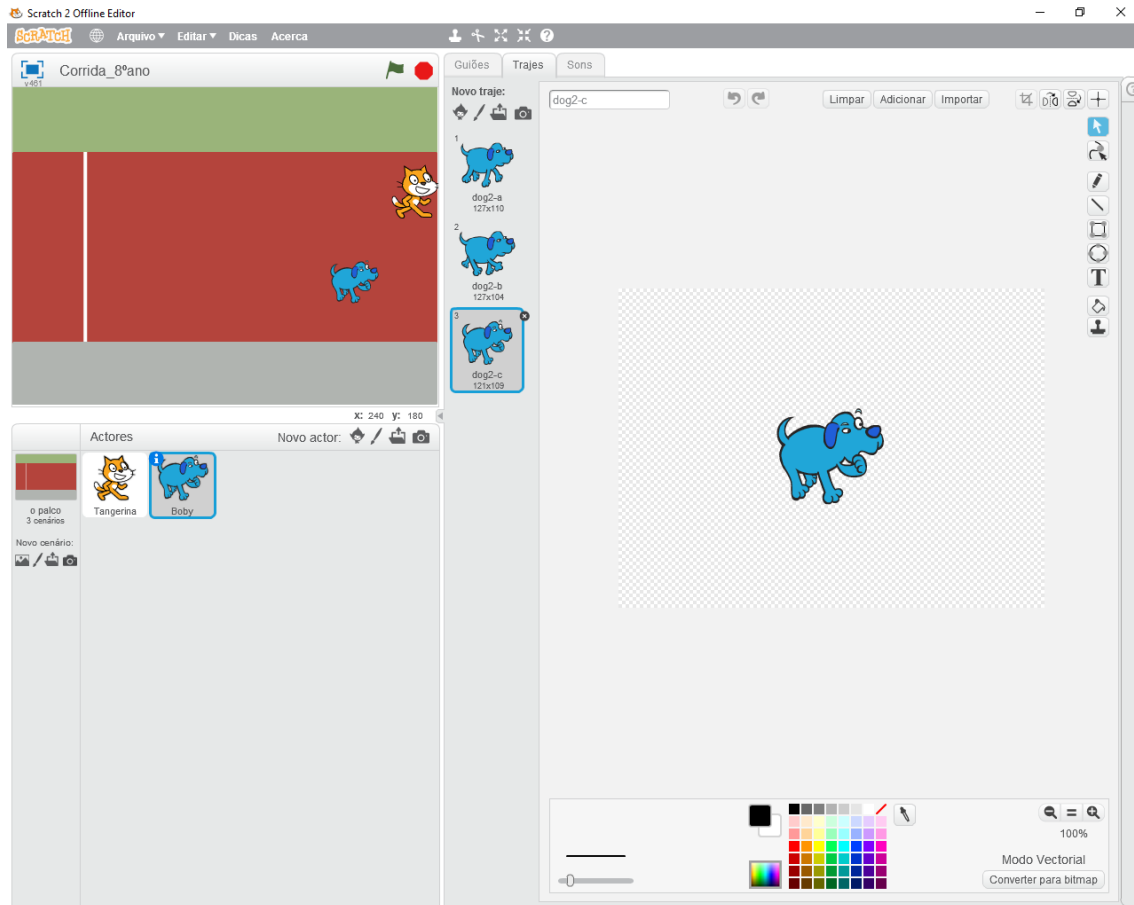 Scratch 2 Offline Editor
SCRATCH Arquivo Editar Dicas Acerca
Corrida_8ºano
v461
X: 240 y: 180
Actores
Novo actor:
o palco
3 cenários
Novo cenário:
Tangerina
Boby
Guiões
Trajes
Sons
Novo traje:
1
dog2-a
127x110
2
dog2-b
127x104
3
dog2-c
121x109
dog2-c
Limpar
Adicionar
Importar
T
100%
Modo Vectorial
Converter para bitmap